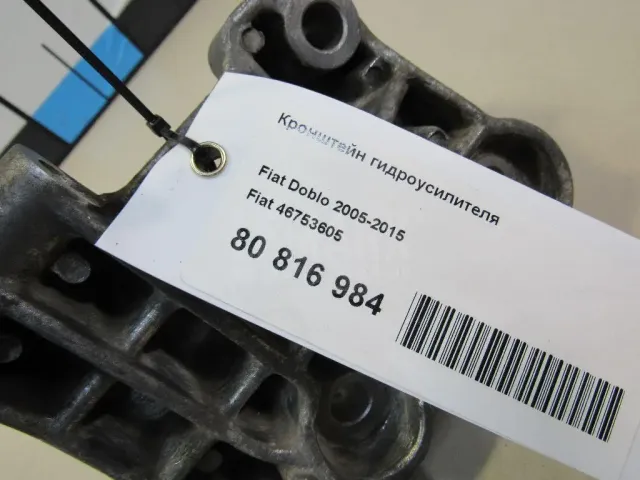 Кронштейн гидроусилителя
Fiat Doblo 2005-2015
Fiat 46753605
80 816 984